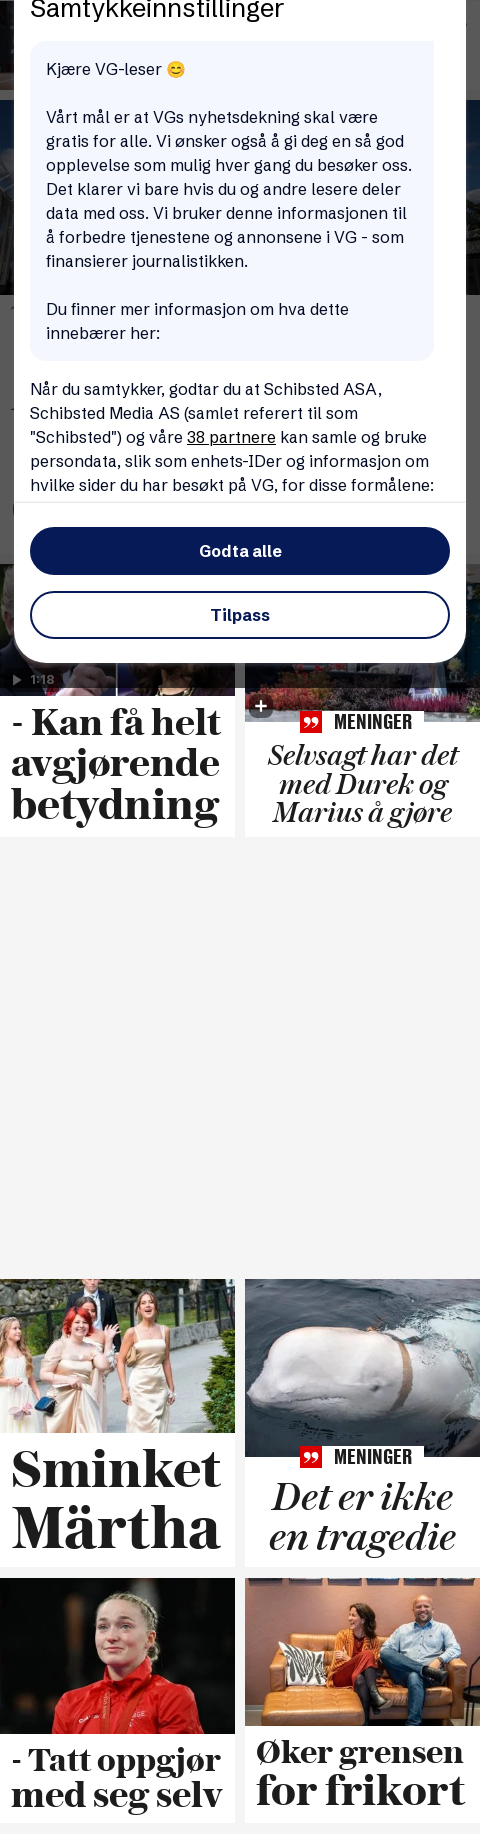 Samtykkeinnstillinger
Kjære VG-leser 😊
Vårt mål er at VGs nyhetsdekning skal være
gratis for alle. Vi ønsker også å gi deg en så god
opplevelse som mulig hver gang du besøker oss.
Det klarer vi bare hvis du og andre lesere deler
data med oss. Vi bruker denne informasjonen til
å forbedre tjenestene og annonsene i VG - som
finansierer journalistikken.
Du finner mer informasjon om hva dette
innebærer her:
Når du samtykker, godtar du at Schibsted ASA,
Schibsted Media AS (samlet referert til som
"Schibsted") og våre 38 partnere kan samle og bruke
persondata, slik som enhets-IDer og informasjon om
hvilke sider du har besøkt på VG, for disse formålene:
Godta alle
Tilpass
1:18
- Kan få helt
avgjørende
betydning
MENINGER
Selvsagt har det
med Durek og
Marius å gjøre
Sminket
Märtha
MENINGER
Det er ikke
en tragedie
- Tatt oppgjør
med seg selv
Øker grensen
for frikort